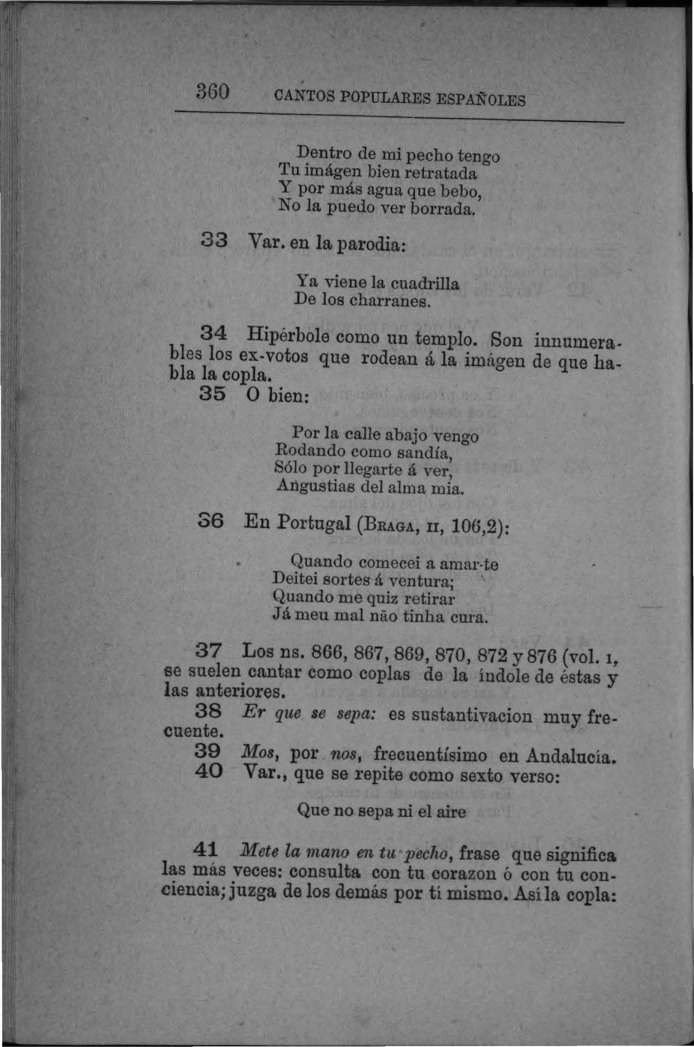 360 CANTOS POPULARES ESPAÑOLES
Dentro de mi pecho tengo
Tu imágen bien retratada
Y por más agua que bebo,
No la puedo ver borrada.
33 Var. en la parodia:
Ya viene la cuadrilla
De los charranes.
34 Hipérbole como un templo. Son innumera-
bles los ex-votos que rodean á la imágen de que ha-
bla la copla.
35 O bien:
Por la calle abajo vengo
Rodando como sandía,
Sólo por llegarte á ver,
Angustias del alma mia.
36 En Portugal (BRAGA, II, 106,2):
Quando comecei a amar-te
Deitei sortes á ventura;
Quando me quiz retirar
Já meu mal não tinha cura.
37 Los ns. 866, 867, 869, 870, 872 y 876 (vol. I,
se suelen cantar como coplas de la índole de éstas y
las anteriores.
38 Er que se sepa: es sustantivacion muy fre-
cuente.
39 Mos, por nos, frecuentísimo en Andalucía.
40 Var., que se repite como sexto verso:
Que no sepa ni el aire
41 Mete la mano en tu pecho, frase que significa
las más veces: consulta con tu corazon ó con tu con-
ciencia; juzga de los demás por tí mismo. Así la copla: